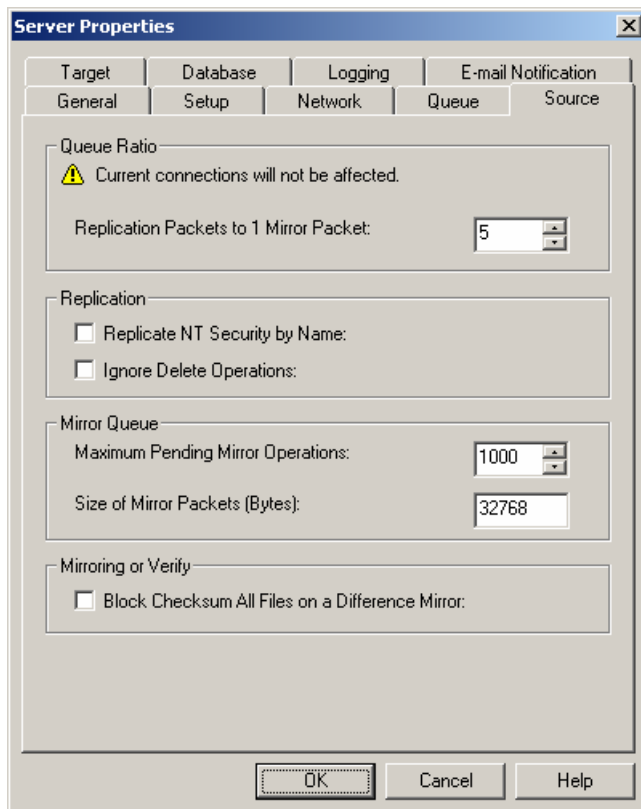 Server Properties
Target Database Logging E-mail Notification
General Setup Network Queue Source
Queue Ratio
Current connections will not be affected.
Replication Packets to 1 Mirror Packet: 5
Replication
Replicate NT Security by Name:
Ignore Delete Operations:
Mirror Queue
Maximum Pending Mirror Operations: 1000
Size of Mirror Packets (Bytes): 32768
Mirroring or Verify
Block Checksum All Files on a Difference Mirror:
OK Cancel Help